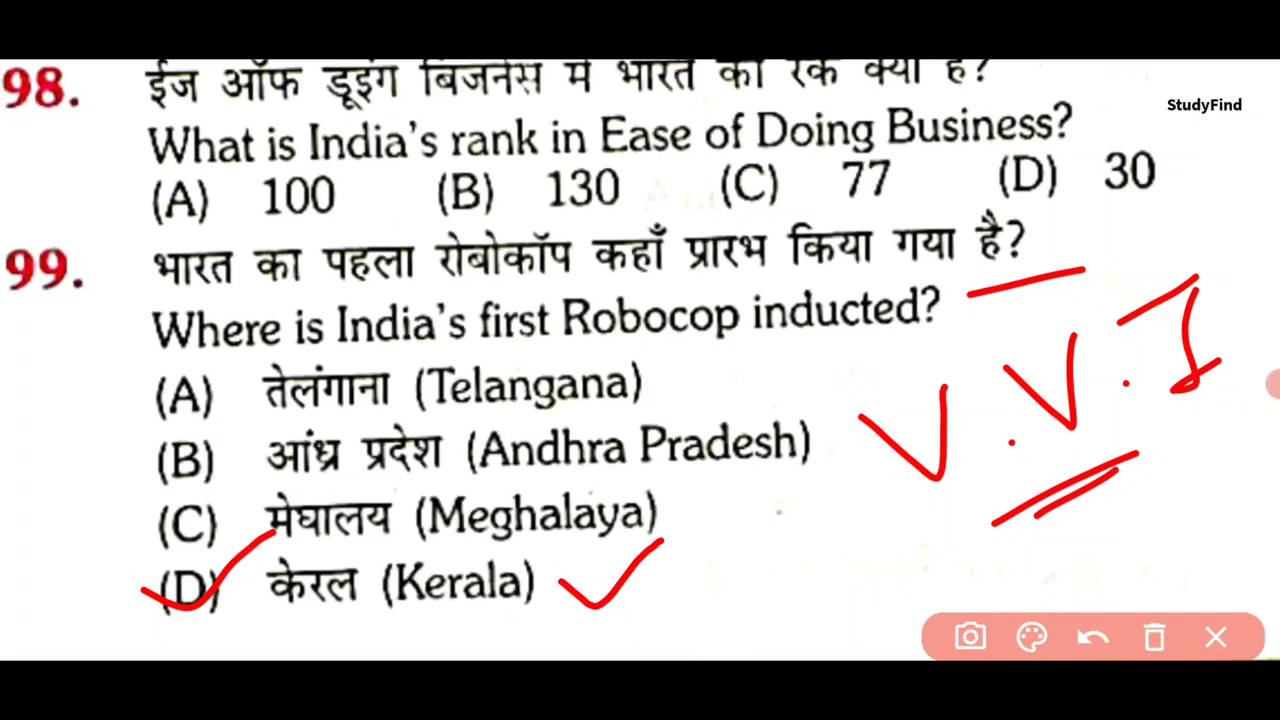 98. ईज ऑफ डूइंग बिजनेस में भारत का रैंक क्या है?
StudyFind
What is India's rank in Ease of Doing Business?
(A) 100 (B) 130 (C) 77 (D) 30
99. भारत का पहला रोबोकॉप कहाँ प्रारभ किया गया है?
Where is India's first Robocop inducted?
(A) तेलंगाना (Telangana)
(B) आंध्र प्रदेश (Andhra Pradesh)
(C) मेघालय (Meghalaya)
(D) केरल (Kerala)
V.V.I